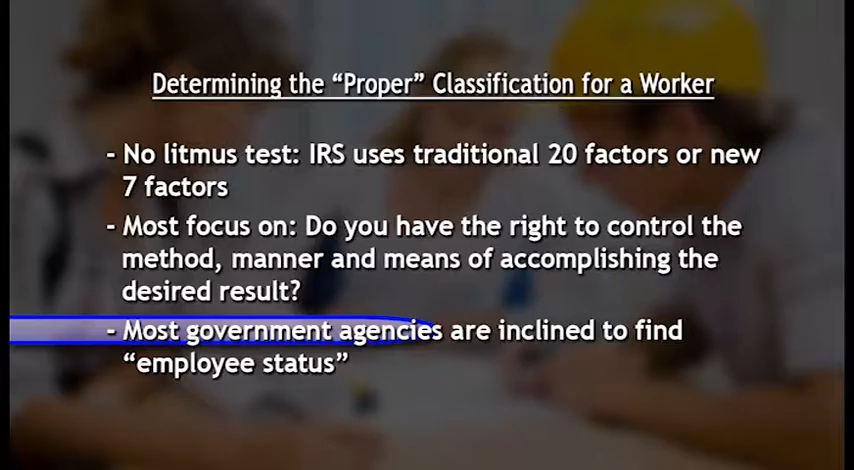 Determining the “Proper” Classification for a Worker
- No litmus test: IRS uses traditional 20 factors or new
7 factors
- Most focus on: Do you have the right to control the
method, manner and means of accomplishing the
desired result?
- Most government agencies are inclined to find
“employee status”